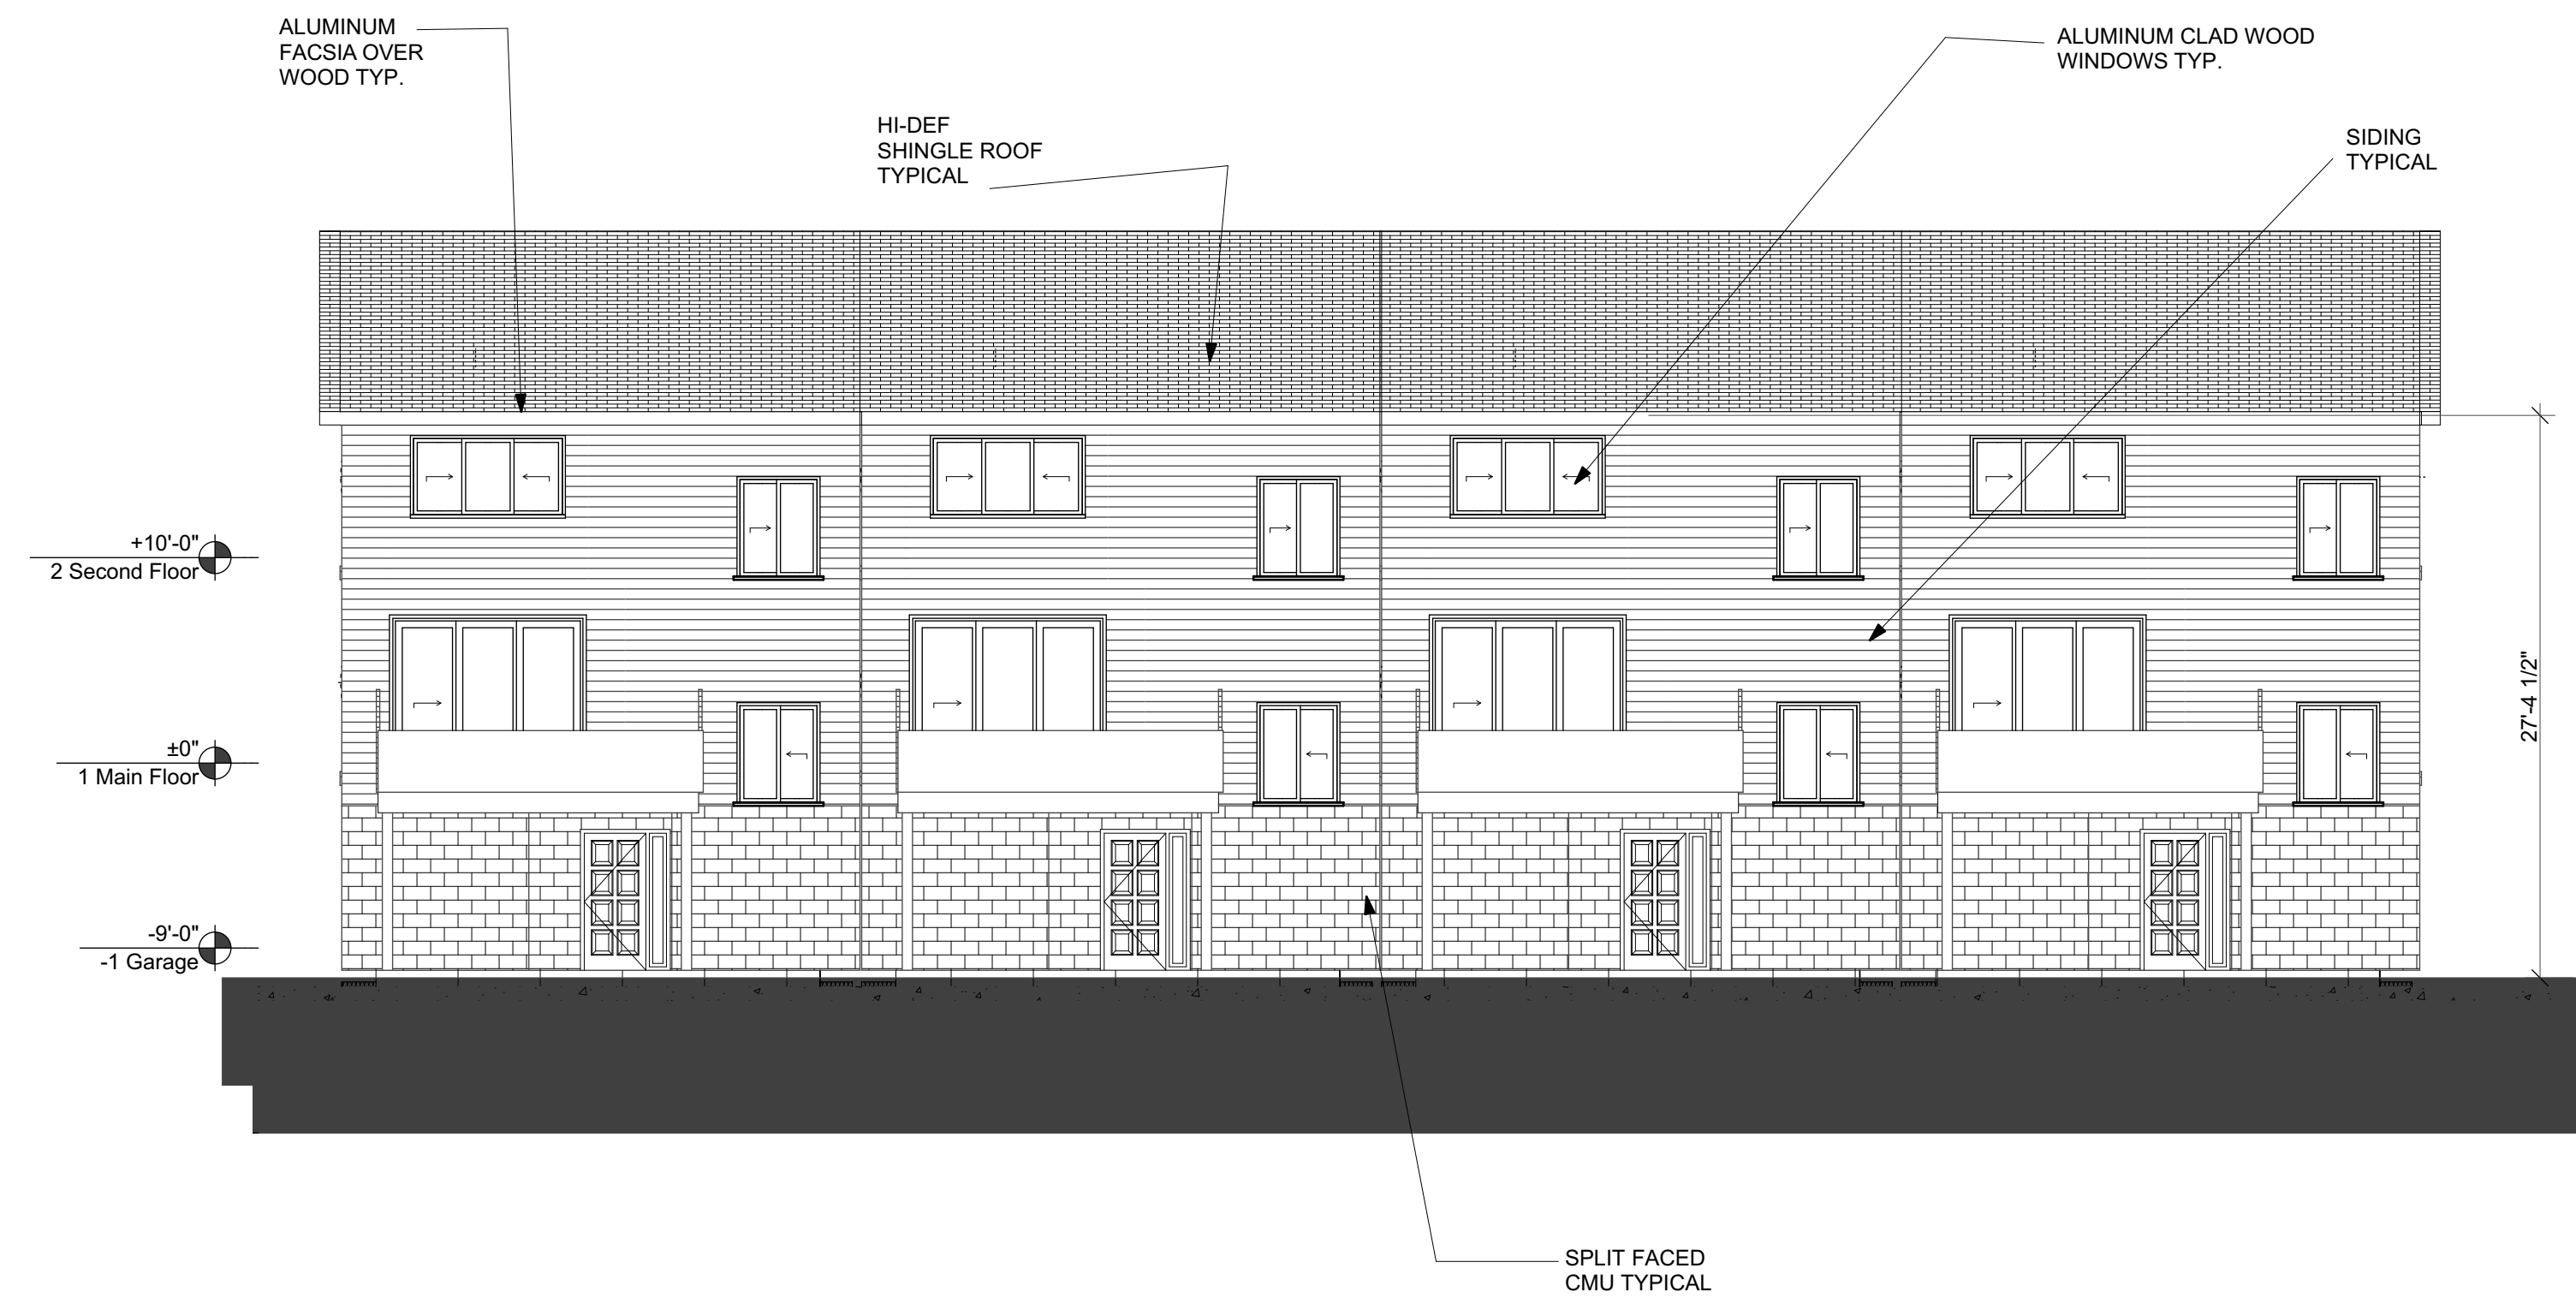 ALUMINUM
FACSIA OVER
WOOD TYP.
ALUMINUM CLAD WOOD
WINDOWS TYP.
HI-DEF
SHINGLE ROOF
TYPICAL
SIDING
TYPICAL
+10'-0"
2 Second Floor
±0"
1 Main Floor
-9'-0"
-1 Garage
27'-4 1/2"
SPLIT FACED
CMU TYPICAL